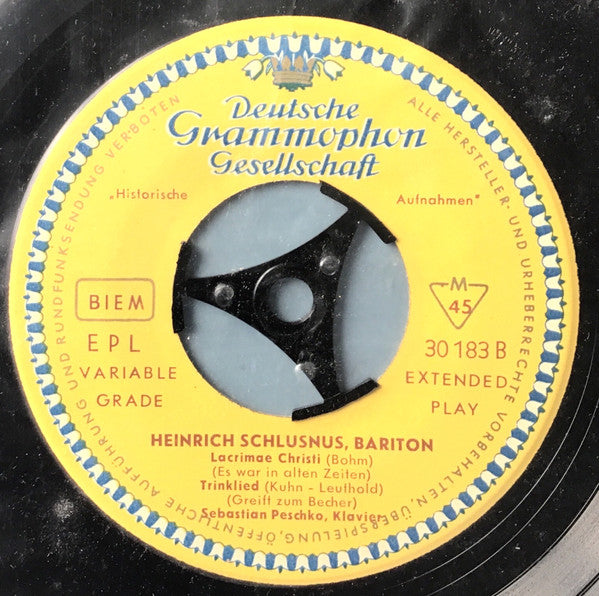 Deutsche
Grammophon
Gesellschaft
„Historische Aufnahmen"
BIEM
M
45
EPL
VARIABLE
GRADE
30 183 B
EXTENDED
PLAY
HEINRICH SCHLUSNUS, BARITON
Lacrimae Christi (Bohm)
(Es war in alten Zeiten)
Trinklied (Kuhn - Leuthold)
(Greift zum Becher)
Sebastian Peschko, Klavier
ALLE HERSTELLER- UND URHEBERRECHTE VORBEHALTEN, ÜBERSPIELUNG, ÖFFENTLICHE AUFFÜHRUNG UND RUNDFUNKSENDUNG VERBOTEN